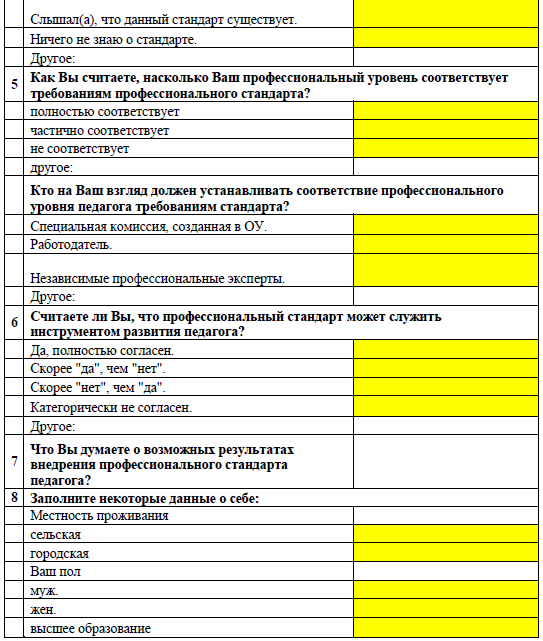 Слышал(а), что данный стандарт существует.
Ничего не знаю о стандарте.
Другое:
5 Как Вы считаете, насколько Ваш профессиональный уровень соответствует
требованиям профессионального стандарта?
полностью соответствует
частично соответствует
не соответствует
другое:
Кто на Ваш взгляд должен устанавливать соответствие профессионального
уровня педагога требованиям стандарта?
Специальная комиссия, созданная в ОУ.
Работодатель.
Независимые профессиональные эксперты.
Другое:
6 Считаете ли Вы, что профессиональный стандарт может служить
инструментом развития педагога?
Да, полностью согласен.
Скорее "да", чем "нет".
Скорее "нет", чем "да".
Категорически не согласен.
Другое:
7 Что Вы думаете о возможных результатах
внедрения профессионального стандарта
педагога?
8 Заполните некоторые данные о себе:
Местность проживания
сельская
городская
Ваш пол
муж.
жен.
высшее образование